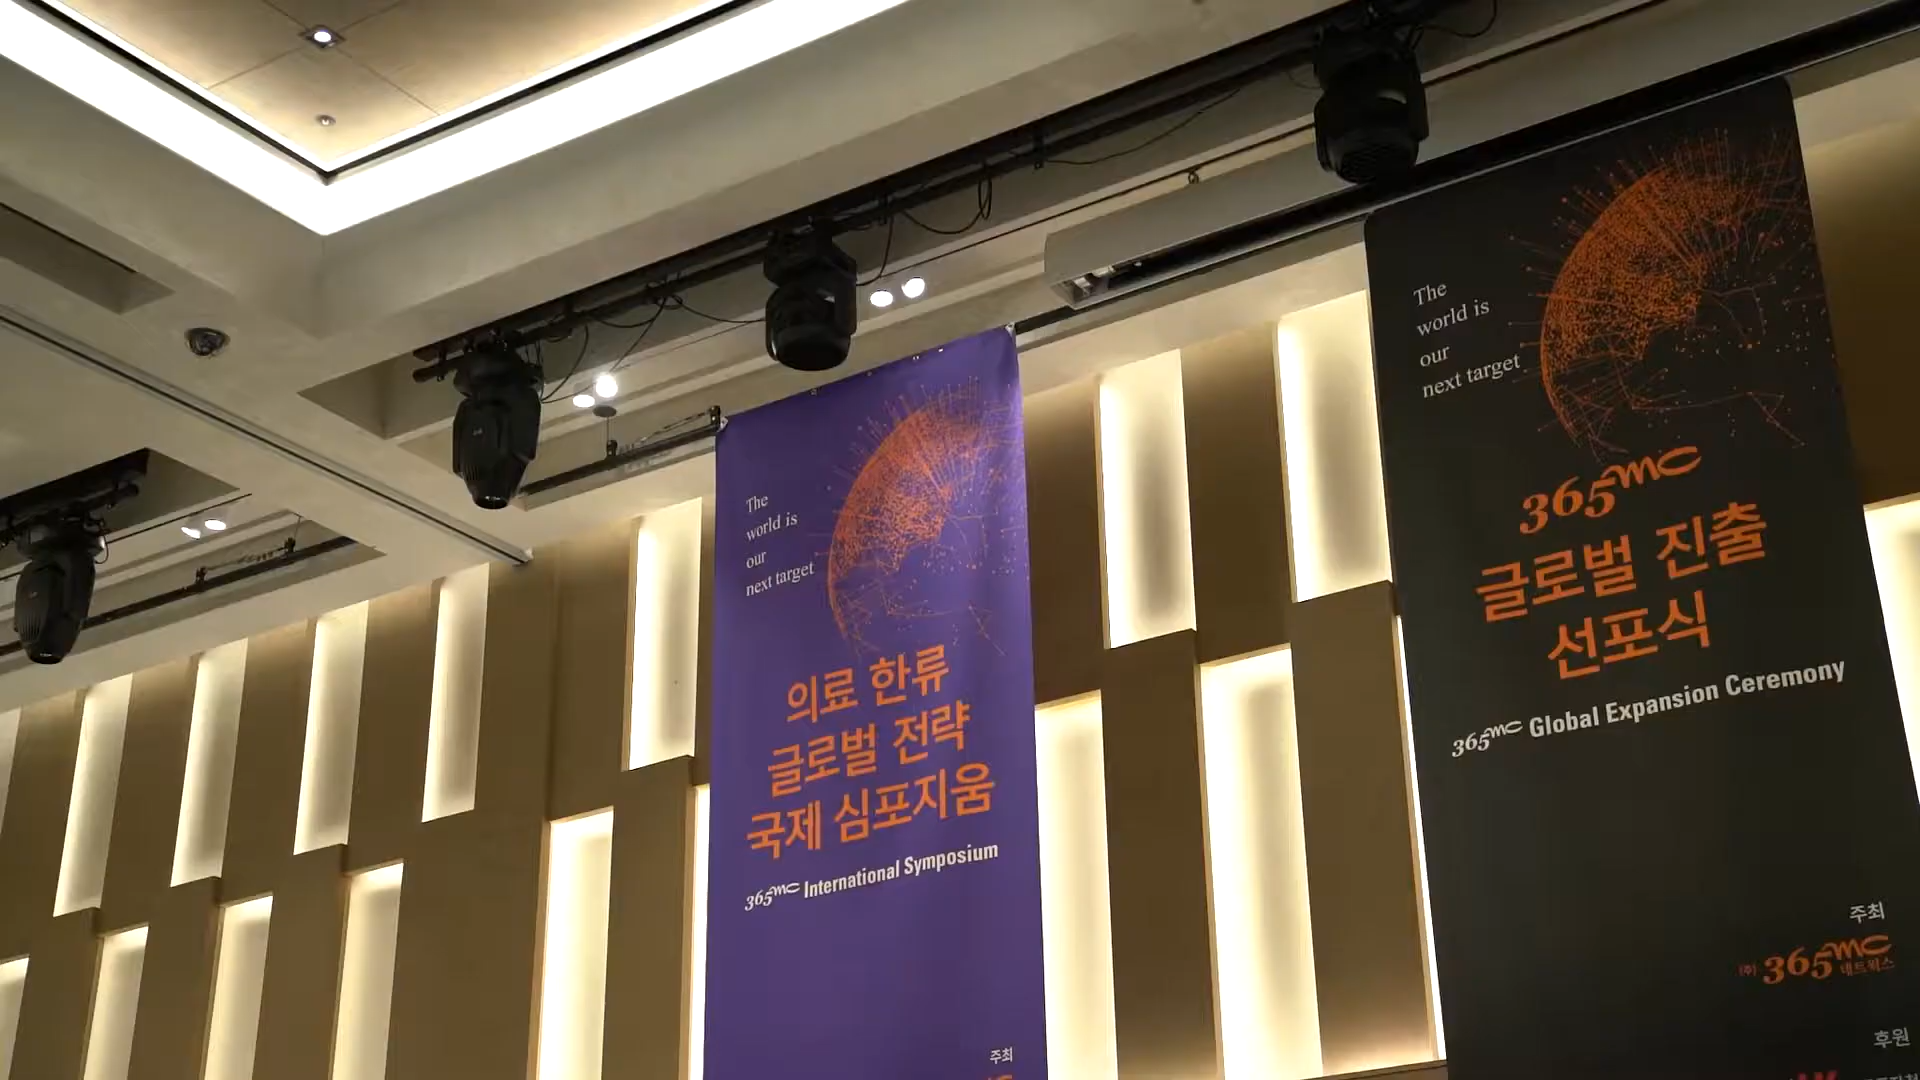 The
world is
our
next target
의료 한류
글로벌 전략
국제 심포지움
365mc International Symposium
주최
The
world is
our
next target
365mc
글로벌 진출
선포식
365mc Global Expansion Ceremony
주최
(주) 365mc 네트웍스
후원